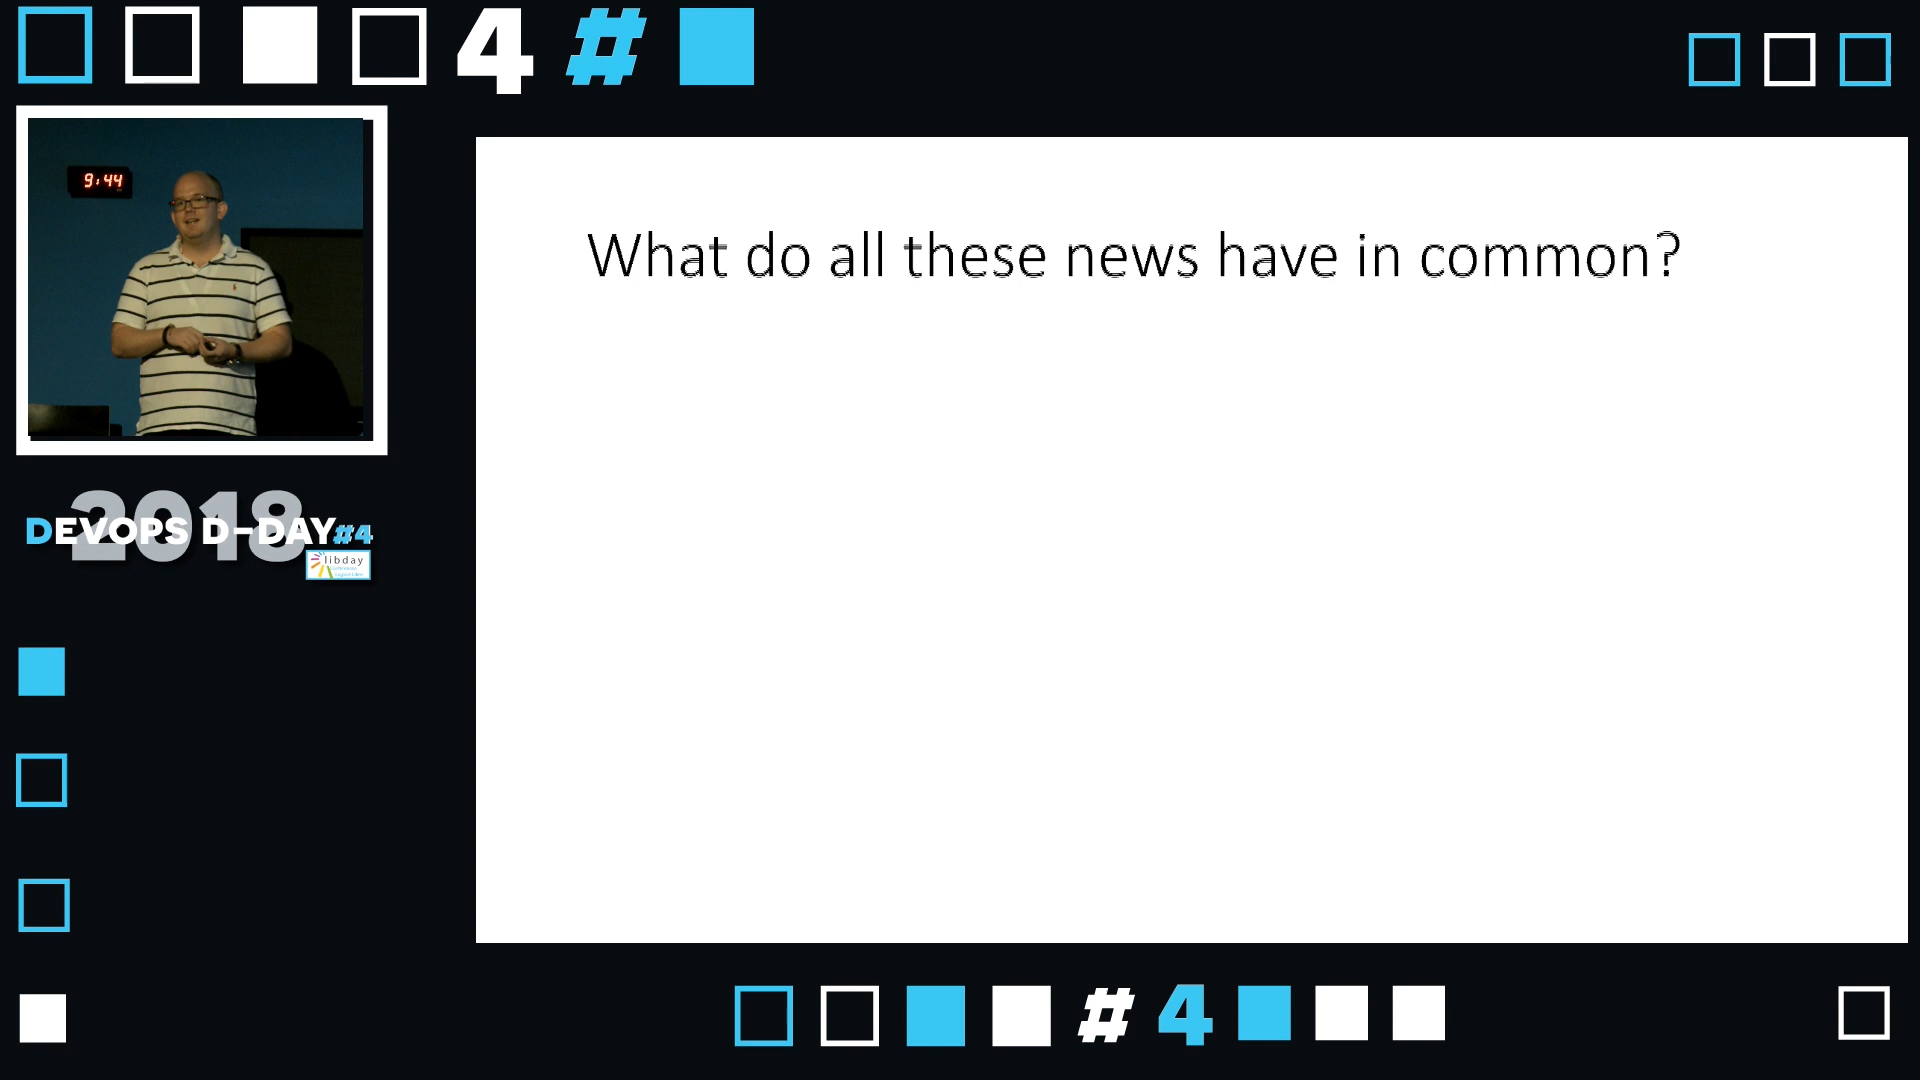 4 #
9:44
What do all these news have in common?
2018
DEVOPS D-DAY#4
libday
# 4